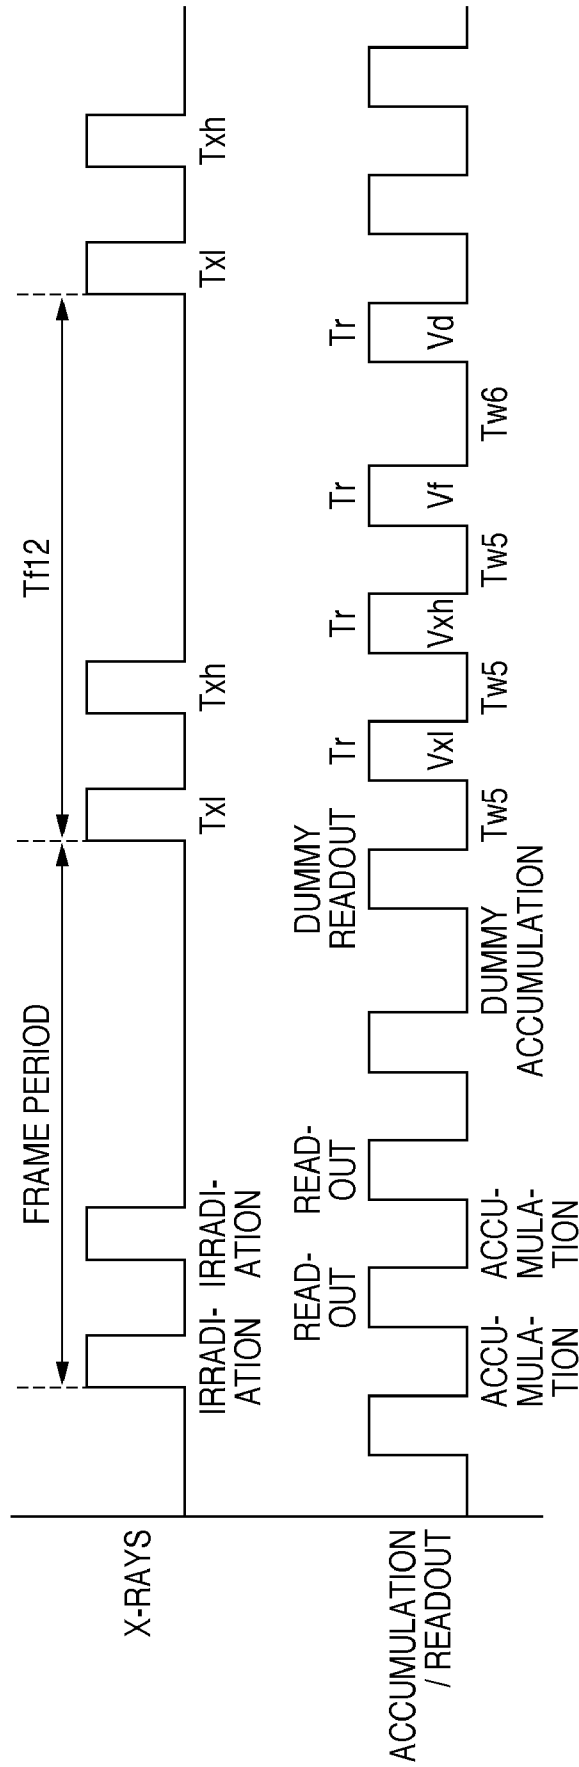 FRAME PERIOD
Tf12
X-RAYS
IRRADI-
ATION
IRRADI-
ATION
Txl
Txh
Txl
Txh
READ-
OUT
READ-
OUT
DUMMY
READOUT
Tr
Tr
Tr
Tr
ACCUMULATION
/ READOUT
Vxl
Vxh
Vf
Vd
ACCU-
MULA-
TION
ACCU-
MULA-
TION
DUMMY
ACCUMULATION
Tw5
Tw5
Tw5
Tw6